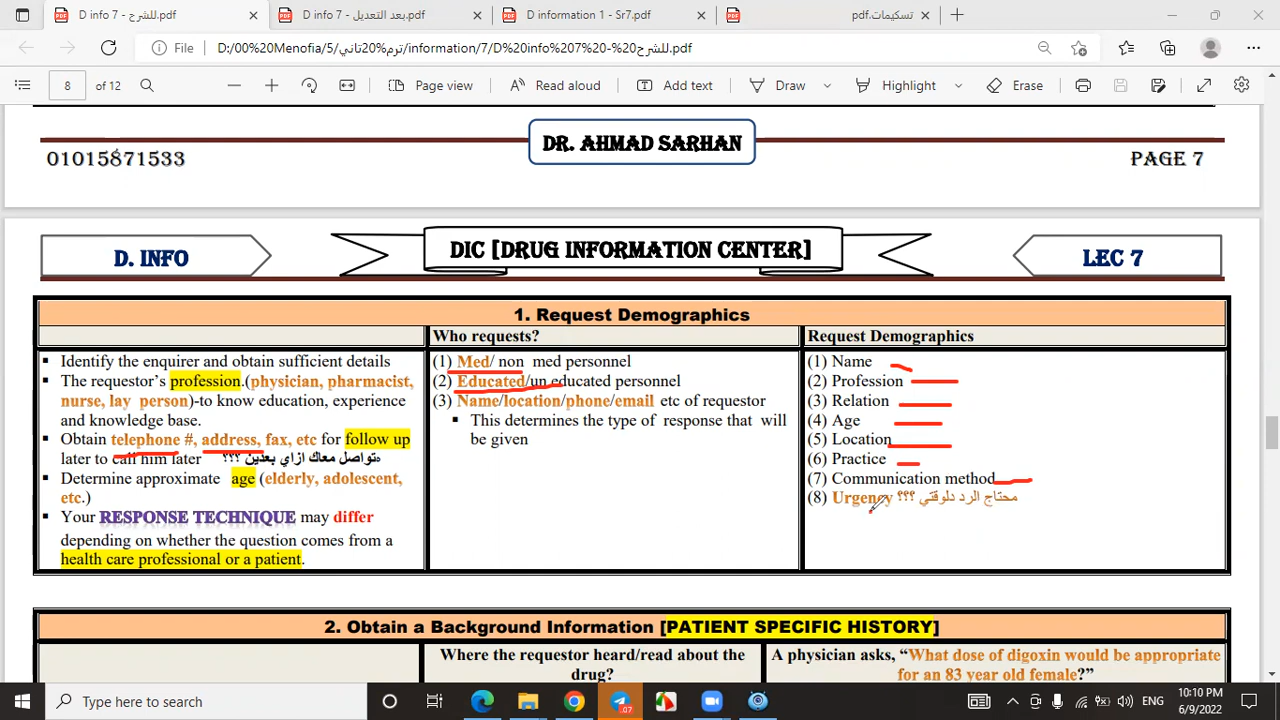 للشرح - D info 7.pdf
بعد التعديل - D info 7.pdf
D information 1 - Sr7.pdf
تسكيمات.pdf
File
D:/00%20Menofia/5/ترم%20تاني/information/7/D%20info%207%20-%20للشرح.pdf
8 of 12
Page view
Read aloud
Add text
Draw
Highlight
Erase
DR. AHMAD SARHAN
01015871533
PAGE 7
D. INFO
DIC [DRUG INFORMATION CENTER]
LEC 7
1. Request Demographics
Who requests?
Request Demographics
▪ Identify the enquirer and obtain sufficient details
▪ The requestor's profession.(physician, pharmacist,
nurse, lay person)-to know education, experience
and knowledge base.
▪ Obtain telephone #, address, fax, etc for follow up
later to call him later هتواصل معاك ازاي بعدين ؟؟؟
▪ Determine approximate age (elderly, adolescent,
etc.)
▪ Your RESPONSE TECHNIQUE may differ
depending on whether the question comes from a
health care professional or a patient.
(1) Med/ non med personnel
(2) Educated/un educated personnel
(3) Name/location/phone/email etc of requestor
▪ This determines the type of response that will
be given
(1) Name
(2) Profession
(3) Relation
(4) Age
(5) Location
(6) Practice
(7) Communication method
(8) Urgency محتاج الرد دلوقتي ؟؟؟
2. Obtain a Background Information [PATIENT SPECIFIC HISTORY]
Where the requestor heard/read about the
drug?
A physician asks, “What dose of digoxin would be appropriate
for an 83 year old female?”
Type here to search
07
ENG
10:10 PM
6/9/2022